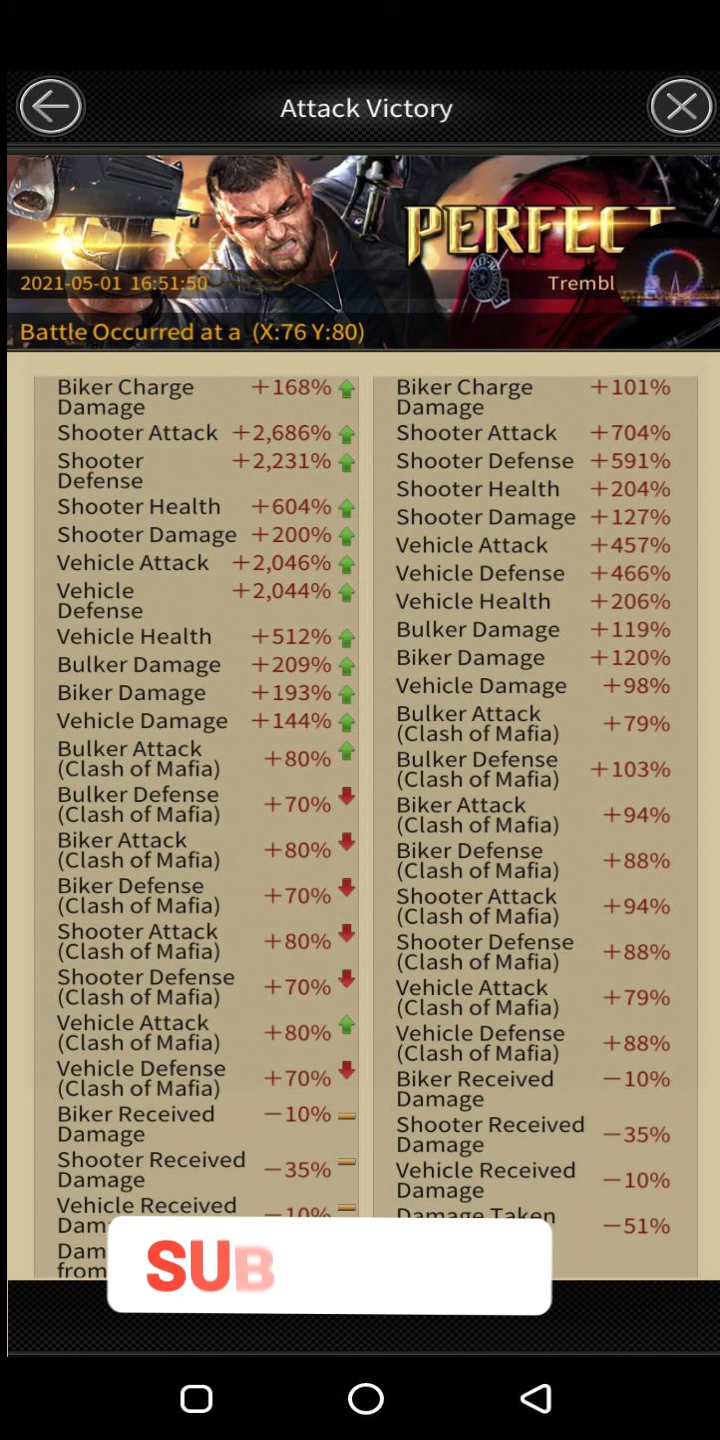 Attack Victory
PERFECT
2021-05-01 16:51:50
Trembl
Battle Occurred at a (X:76 Y:80)
Biker Charge +168%
Damage
Shooter Attack +2,686%
Shooter +2,231%
Defense
Shooter Health +604%
Shooter Damage +200%
Vehicle Attack +2,046%
Vehicle +2,044%
Defense
Vehicle Health +512%
Bulker Damage +209%
Biker Damage +193%
Vehicle Damage +144%
Bulker Attack
(Clash of Mafia) +80%
Bulker Defense
(Clash of Mafia) +70%
Biker Attack
(Clash of Mafia) +80%
Biker Defense
(Clash of Mafia) +70%
Shooter Attack
(Clash of Mafia) +80%
Shooter Defense
(Clash of Mafia) +70%
Vehicle Attack
(Clash of Mafia) +80%
Vehicle Defense
(Clash of Mafia) +70%
Biker Received −10%
Damage
Shooter Received −35%
Damage
Vehicle Received −10%
Dam
Dam
from
Biker Charge +101%
Damage
Shooter Attack +704%
Shooter Defense +591%
Shooter Health +204%
Shooter Damage +127%
Vehicle Attack +457%
Vehicle Defense +466%
Vehicle Health +206%
Bulker Damage +119%
Biker Damage +120%
Vehicle Damage +98%
Bulker Attack
(Clash of Mafia) +79%
Bulker Defense
(Clash of Mafia) +103%
Biker Attack
(Clash of Mafia) +94%
Biker Defense
(Clash of Mafia) +88%
Shooter Attack
(Clash of Mafia) +94%
Shooter Defense
(Clash of Mafia) +88%
Vehicle Attack
(Clash of Mafia) +79%
Vehicle Defense
(Clash of Mafia) +88%
Biker Received −10%
Damage
Shooter Received −35%
Damage
Vehicle Received −10%
Damage
Damage Taken −51%
SUB